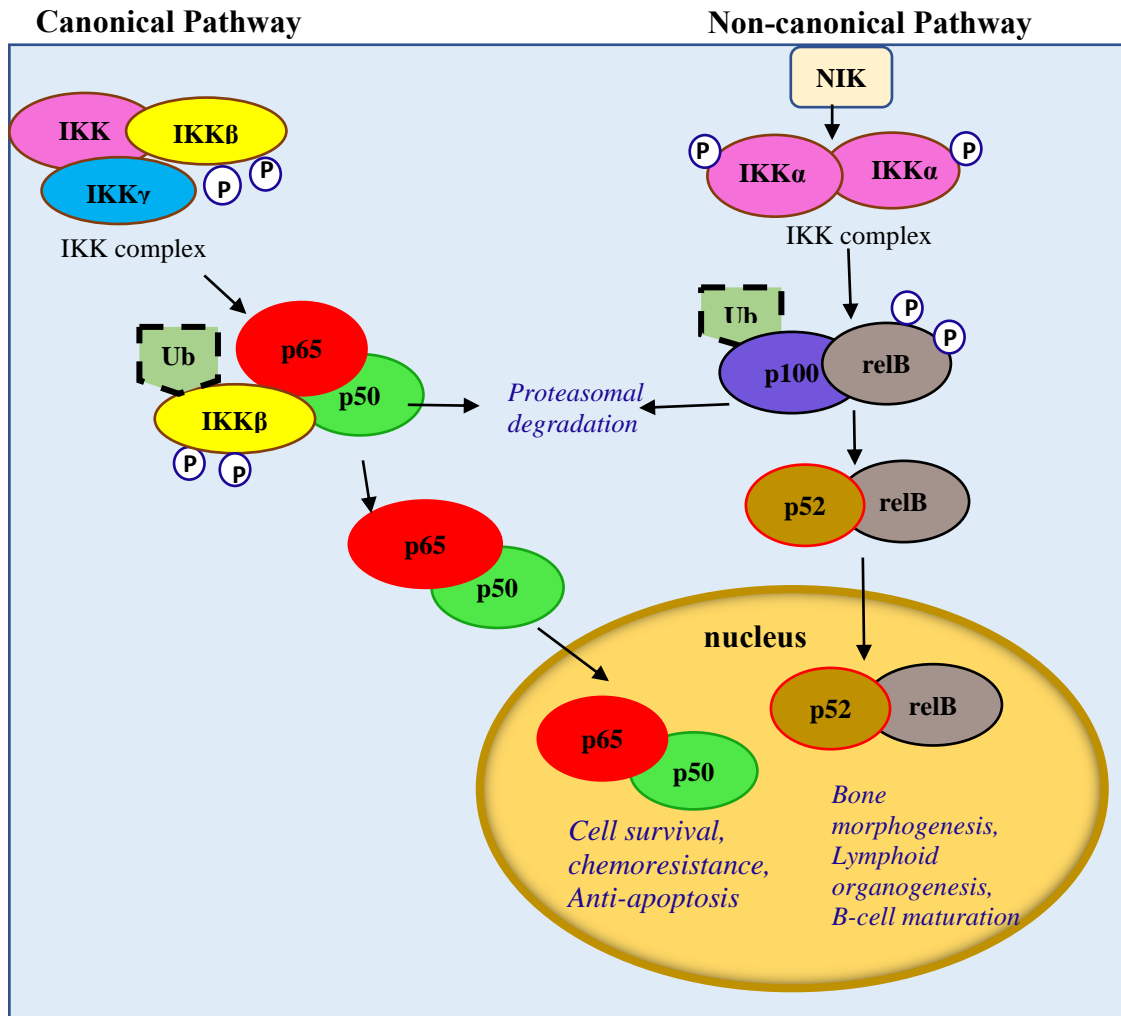 Canonical Pathway
Non-canonical Pathway
IKK
IKKβ
IKKγ
P
P
IKK complex
Ub
p65
p50
IKKβ
P
P
p65
p50
NIK
P
P
IKKα
IKKα
IKK complex
Ub
P
P
p100
relB
Proteasomal
degradation
p52
relB
nucleus
p65
p50
Cell survival,
chemoresistance,
Anti-apoptosis
p52
relB
Bone
morphogenesis,
Lymphoid
organogenesis,
B-cell maturation